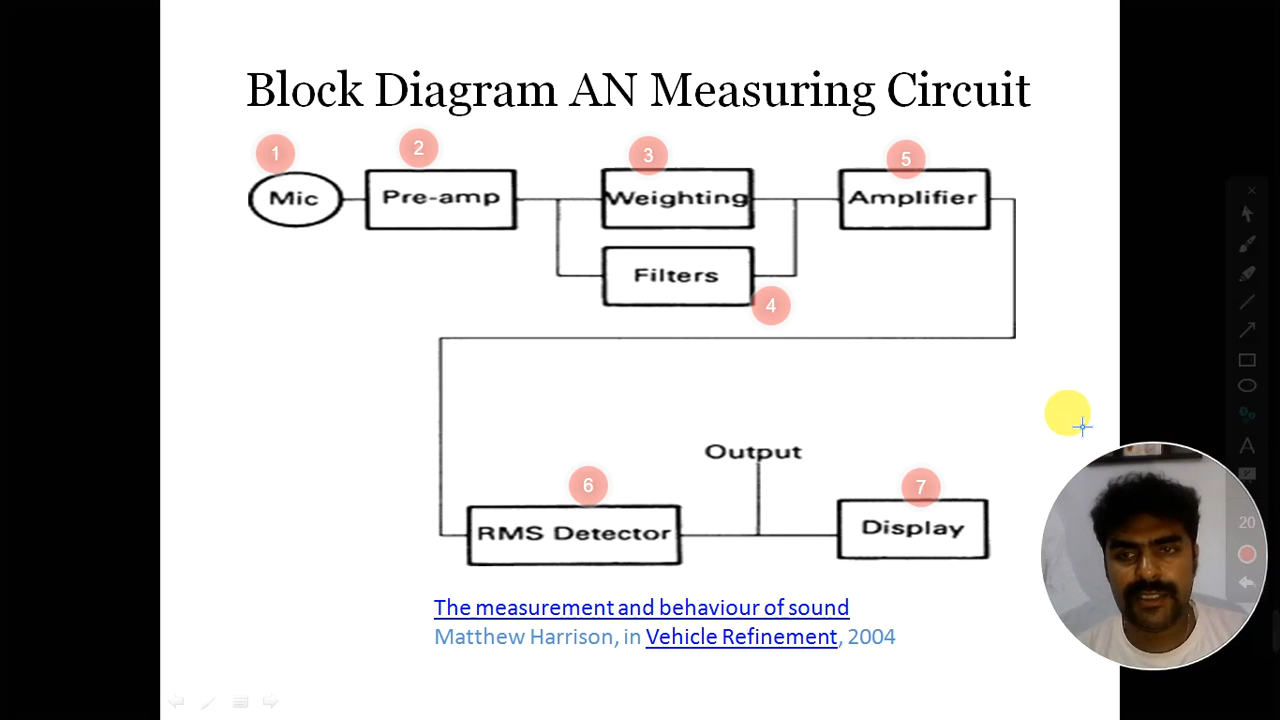 Block Diagram AN Measuring Circuit
1
2
3
5
Mic
Pre-amp
Weighting
Amplifier
Filters
4
Output
6
7
RMS Detector
Display
The measurement and behaviour of sound
Matthew Harrison, in Vehicle Refinement, 2004
A
20